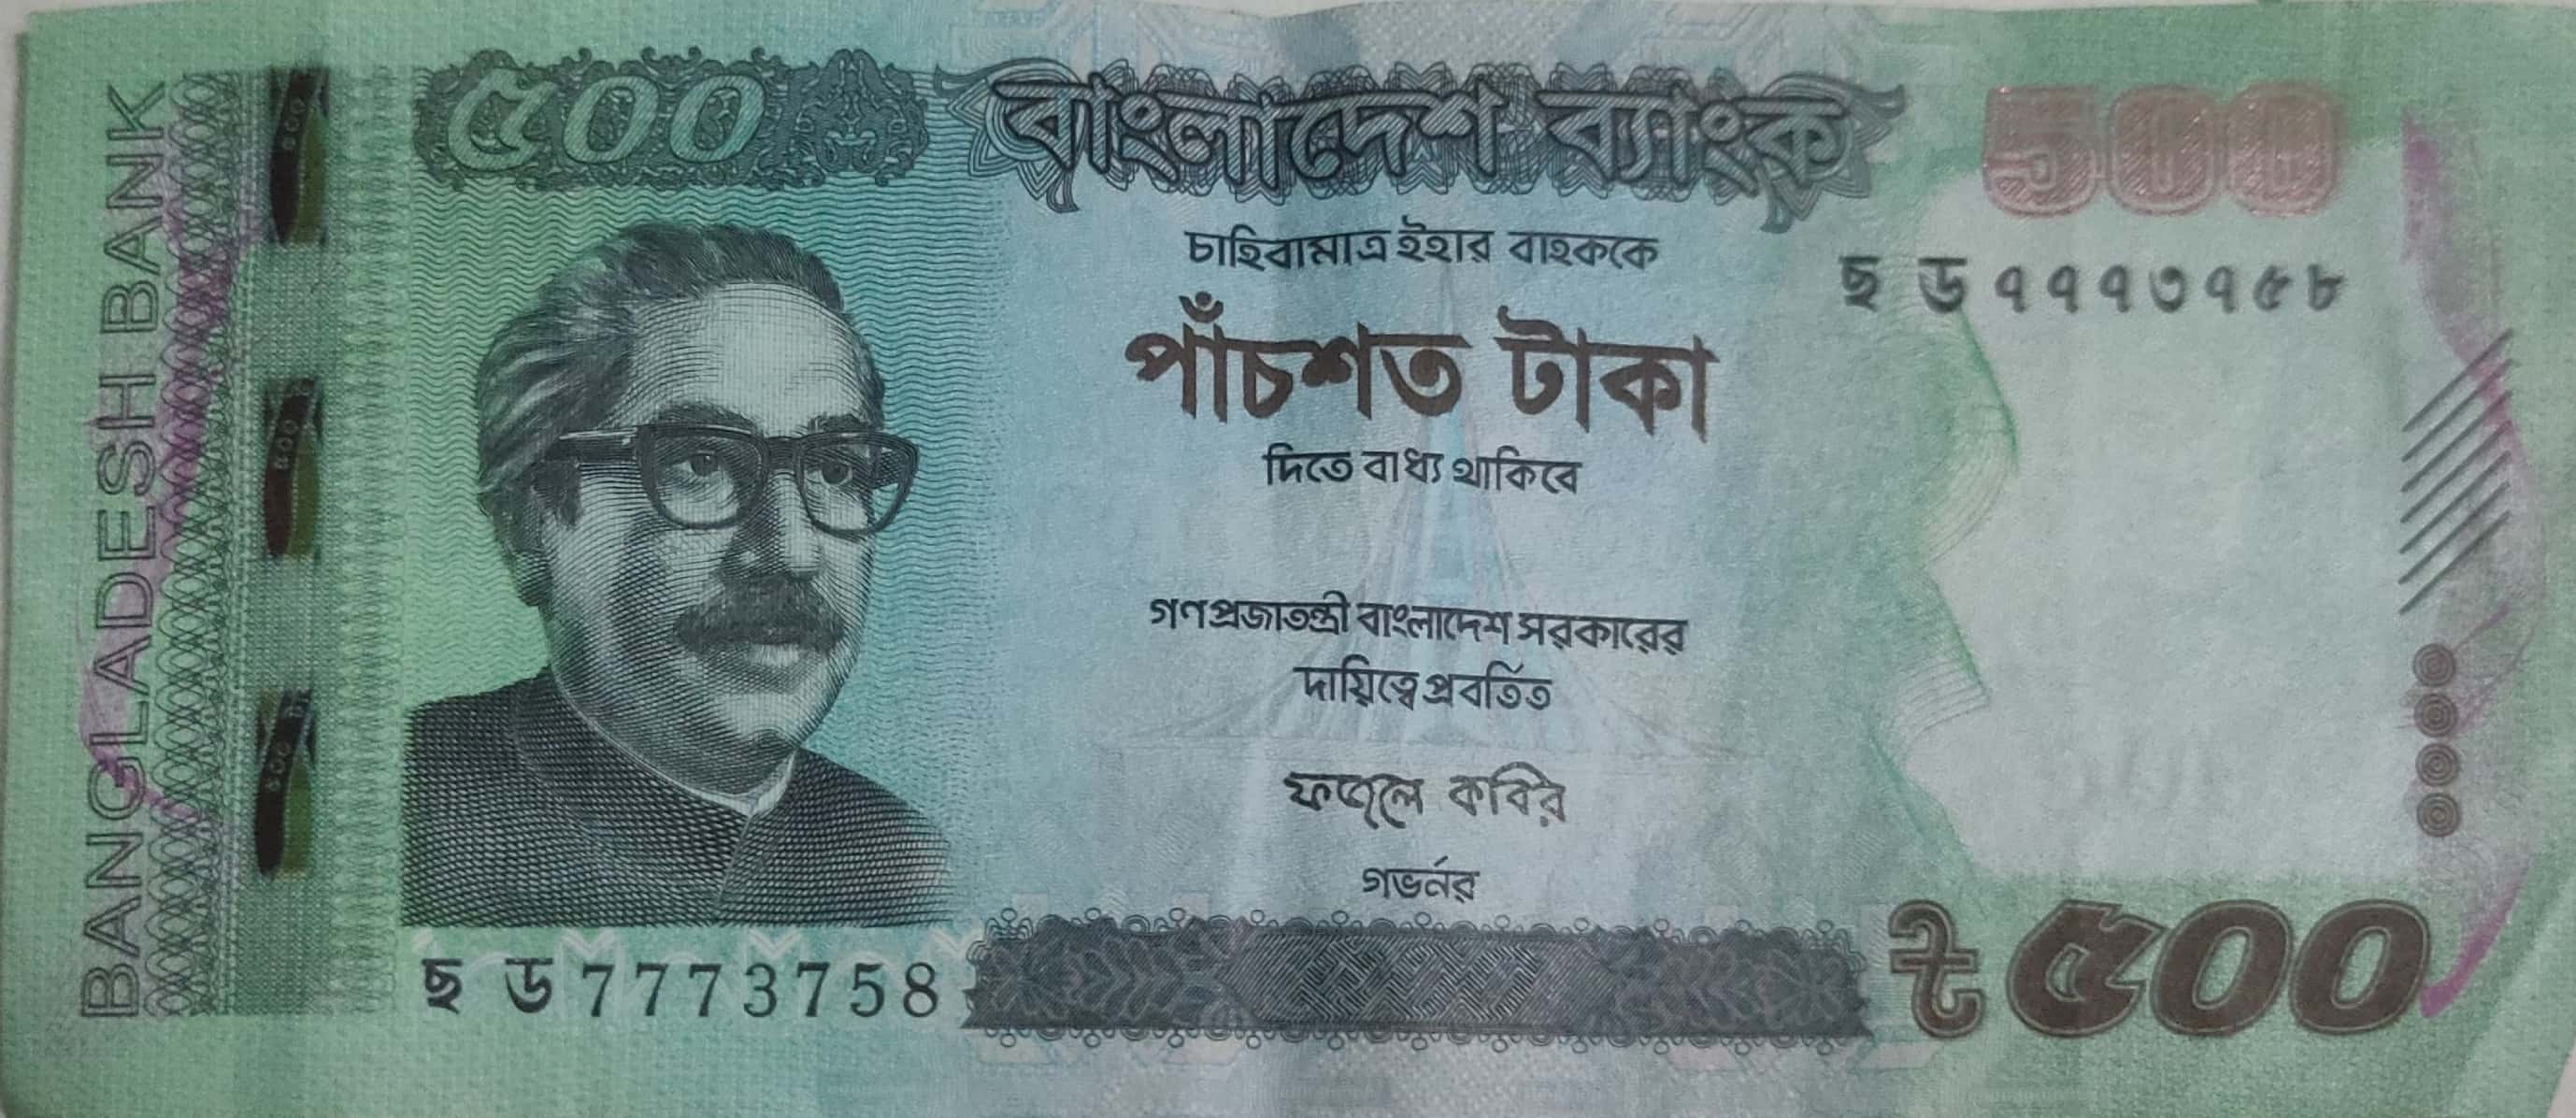 BANGLADESH BANK
৫০০
বাংলাদেশ ব্যাংক
500
চাহিবামাত্র ইহার বাহককে
ছ ড ৭৭৭৩৭৫৮
পাঁচশত টাকা
দিতে বাধ্য থাকিবে
গণপ্রজাতন্ত্রী বাংলাদেশ সরকারের
দায়িত্বে প্রবর্তিত
ফজলে কবির
গভর্নর
ছ ড 7773758
৳ ৫০০